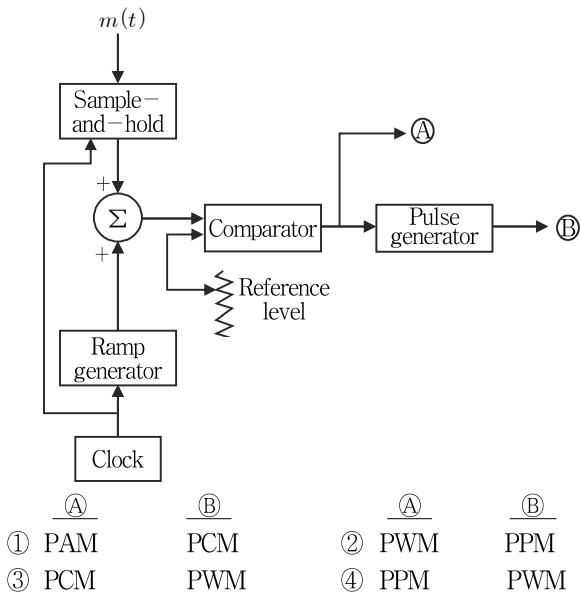 m(t)
Sample-
and-hold
+
Σ
+
Comparator
Ⓐ
Pulse
generator
Ⓑ
Reference
level
Ramp
generator
Clock
Ⓐ Ⓑ Ⓐ Ⓑ
① PAM PCM ② PWM PPM
③ PCM PWM ④ PPM PWM